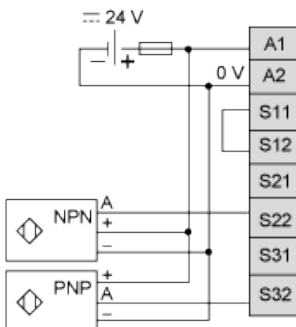 ⎓ 24 V
– +
A1
0 V A2
S11
S12
S21
NPN A S22
+
–
S31
PNP +
A S32
–